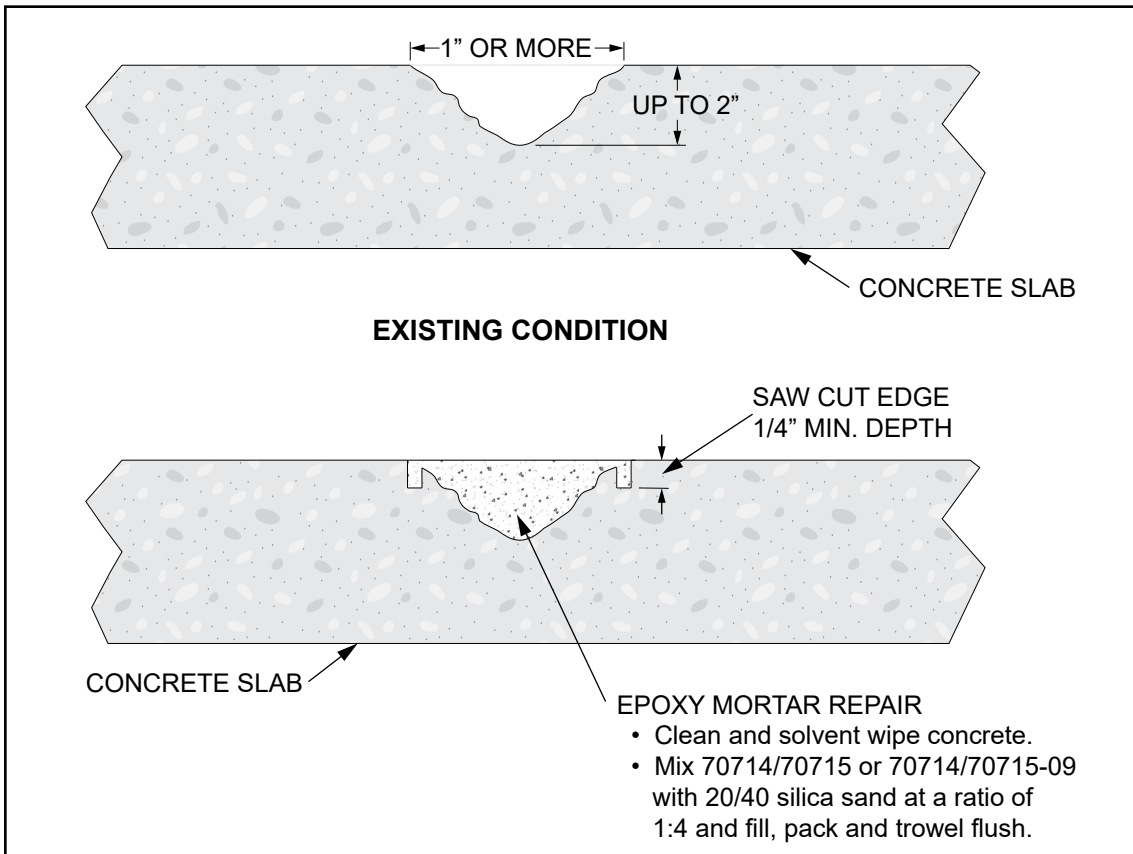 1” OR MORE
UP TO 2”
CONCRETE SLAB
EXISTING CONDITION
SAW CUT EDGE
1/4” MIN. DEPTH
CONCRETE SLAB
EPOXY MORTAR REPAIR
• Clean and solvent wipe concrete.
• Mix 70714/70715 or 70714/70715-09
with 20/40 silica sand at a ratio of
1:4 and fill, pack and trowel flush.